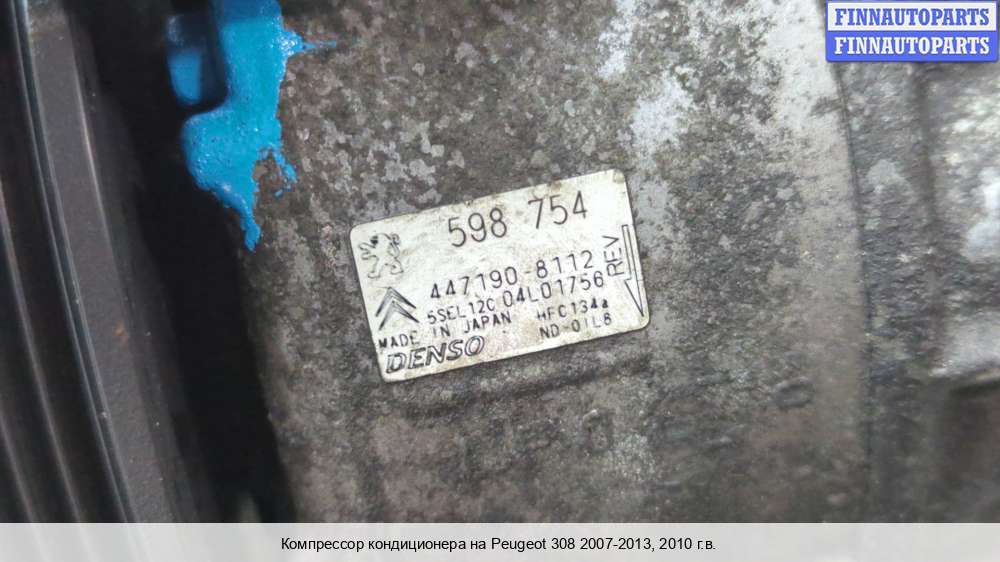 FINNAUTOPARTS
FINNAUTOPARTS
598 754
447190-8112
5SEL12C 04L01756
MADE IN JAPAN HFC134a
DENSO ND-OIL8
REV
Компрессор кондиционера на Peugeot 308 2007-2013, 2010 г.в.